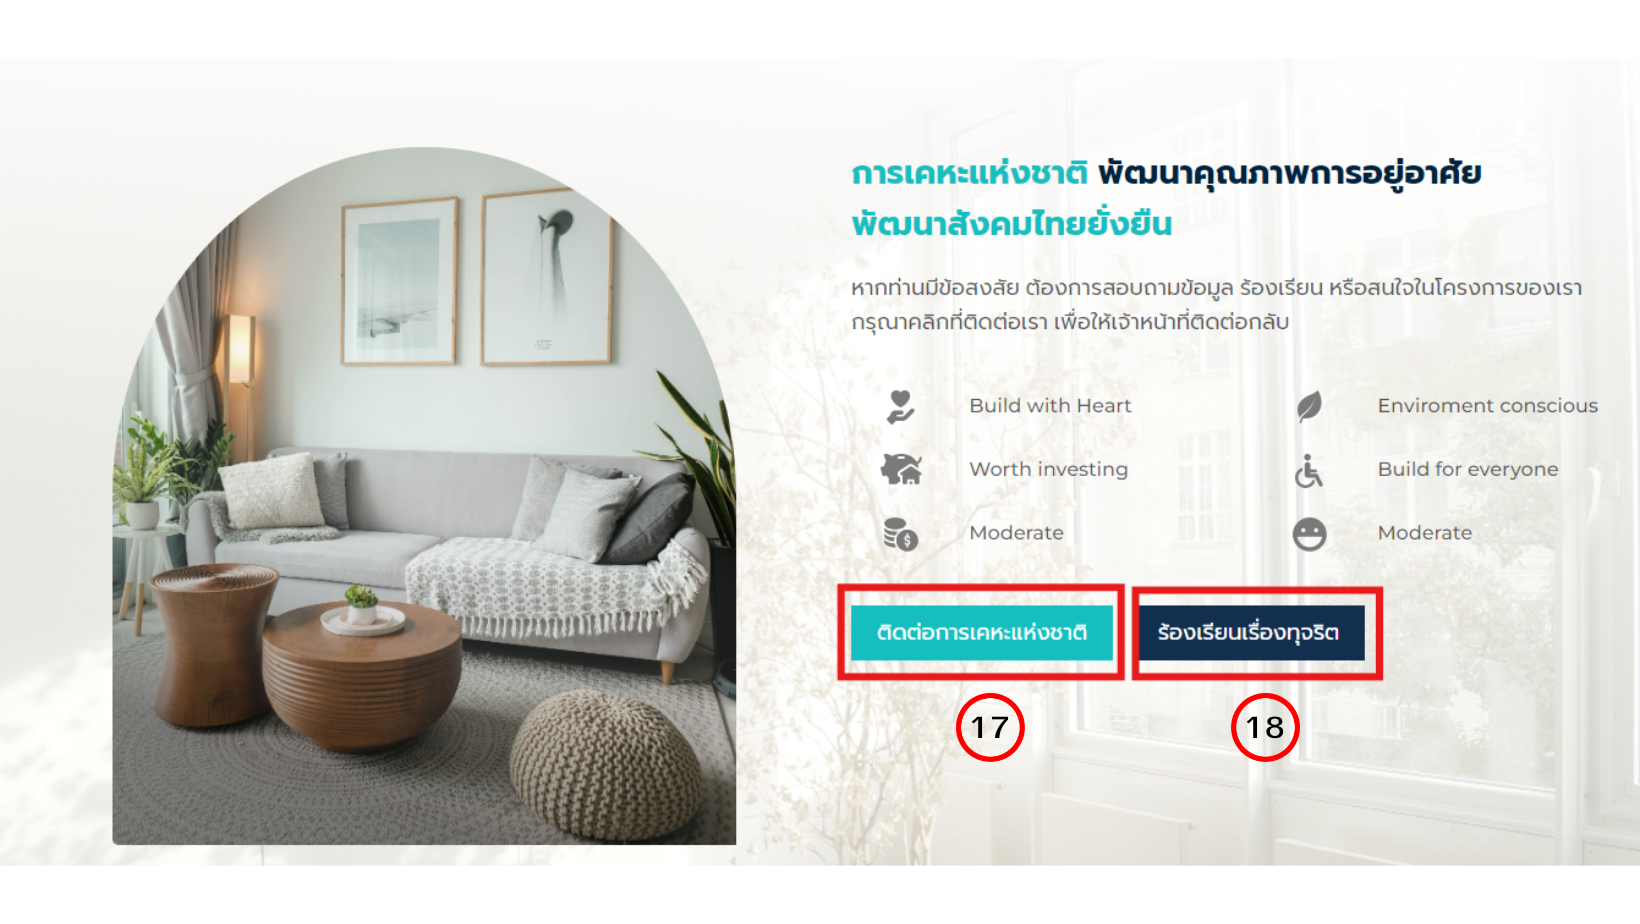 การเคหะแห่งชาติ พัฒนาคุณภาพการอยู่อาศัย
พัฒนาสังคมไทยยั่งยืน
หากท่านมีข้อสงสัย ต้องการสอบถามข้อมูล ร้องเรียน หรือสนใจในโครงการของเรา
กรุณาคลิกที่ติดต่อเรา เพื่อให้เจ้าหน้าที่ติดต่อกลับ
Build with Heart
Enviroment conscious
Worth investing
Build for everyone
Moderate
Moderate
ติดต่อการเคหะแห่งชาติ
ร้องเรียนเรื่องทุจริต
17
18